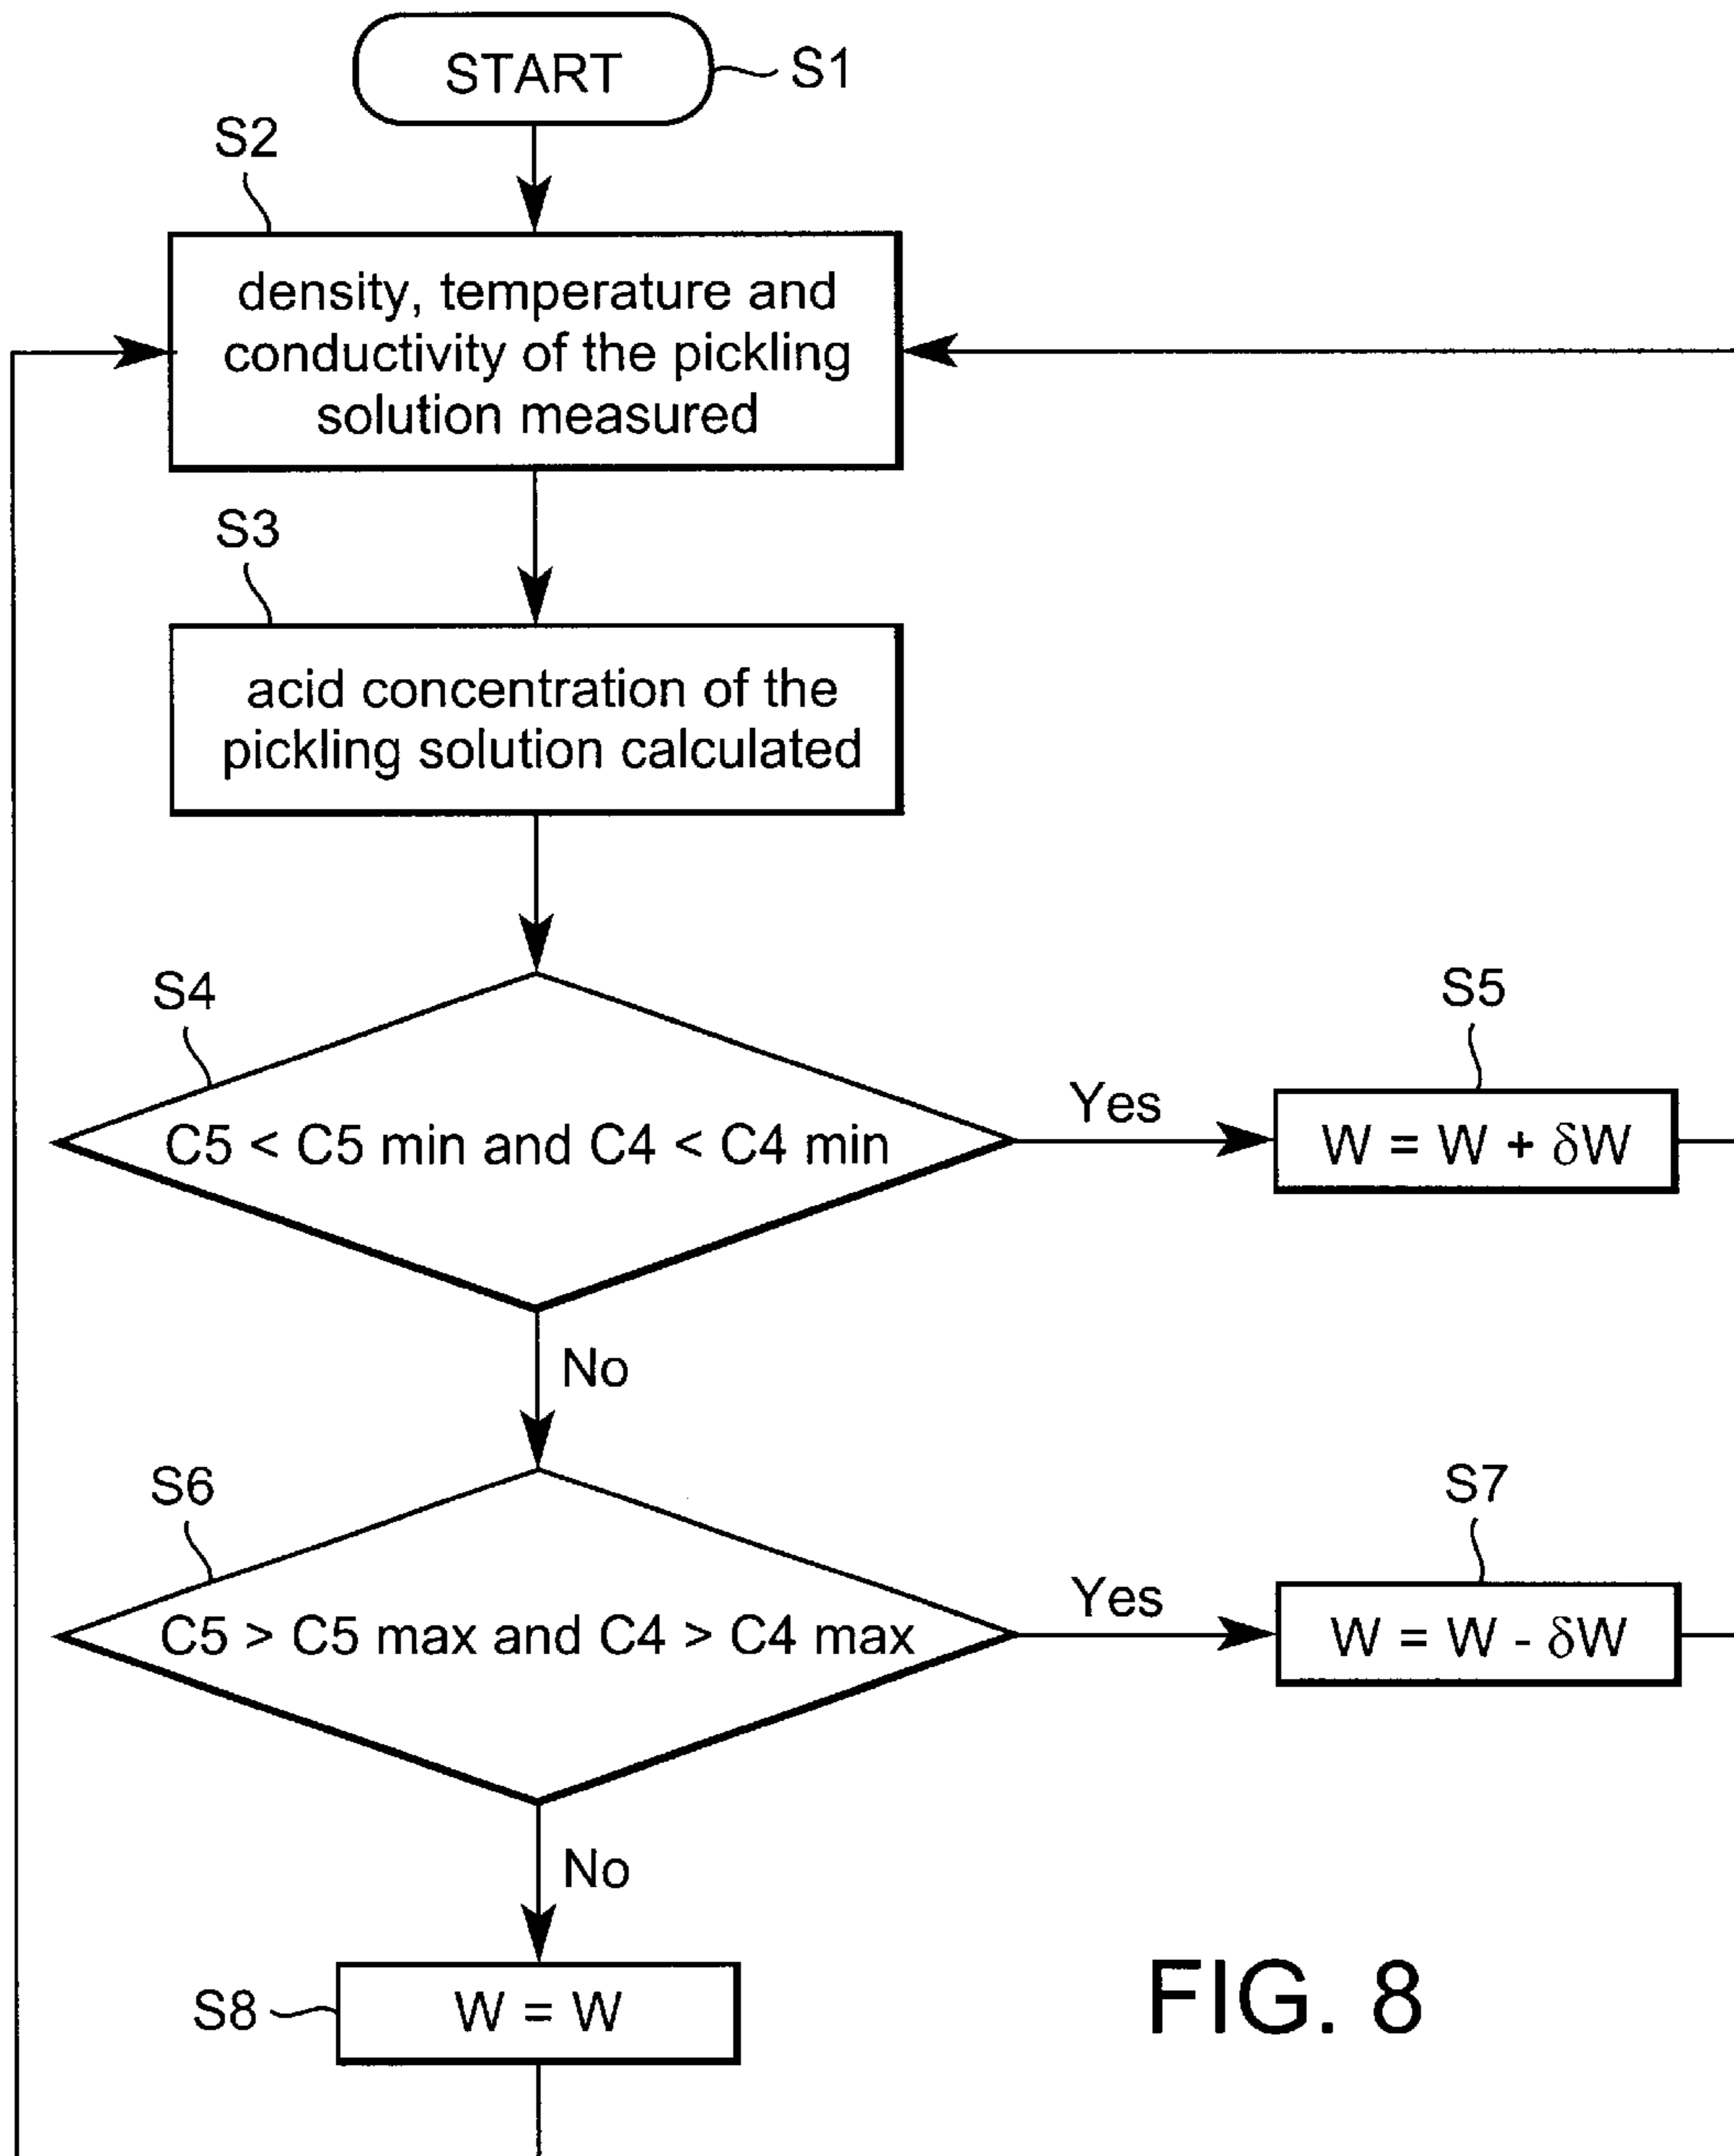 START
S1
S2
density, temperature and
conductivity of the pickling
solution measured
S3
acid concentration of the
pickling solution calculated
S4
C5 < C5 min and C4 < C4 min
Yes
S5
W = W + δW
No
S6
C5 > C5 max and C4 > C4 max
Yes
S7
W = W - δW
No
S8
W = W
FIG. 8